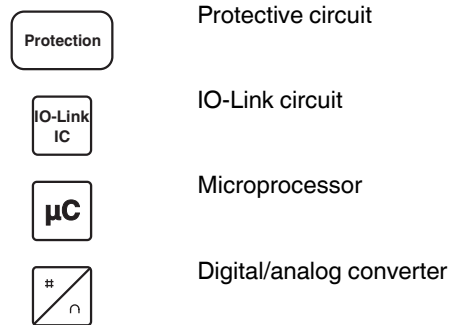 Protection
Protective circuit
IO-Link
IC
IO-Link circuit
µC
Microprocessor
#
∩
Digital/analog converter